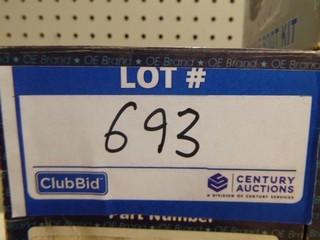 OE Brand ★ OE Brand ★ OE Brand ★ OE Brand
LOT #
693
ClubBid
CENTURY
AUCTIONS
A DIVISION OF CENTURY SERVICES
Part Number